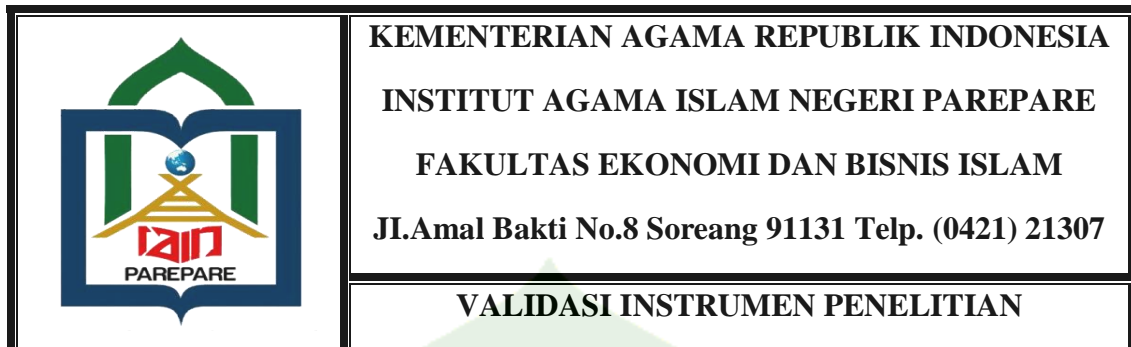 KEMENTERIAN AGAMA REPUBLIK INDONESIA
INSTITUT AGAMA ISLAM NEGERI PAREPARE
FAKULTAS EKONOMI DAN BISNIS ISLAM
JI.Amal Bakti No.8 Soreang 91131 Telp. (0421) 21307
iain
PAREPARE
VALIDASI INSTRUMEN PENELITIAN